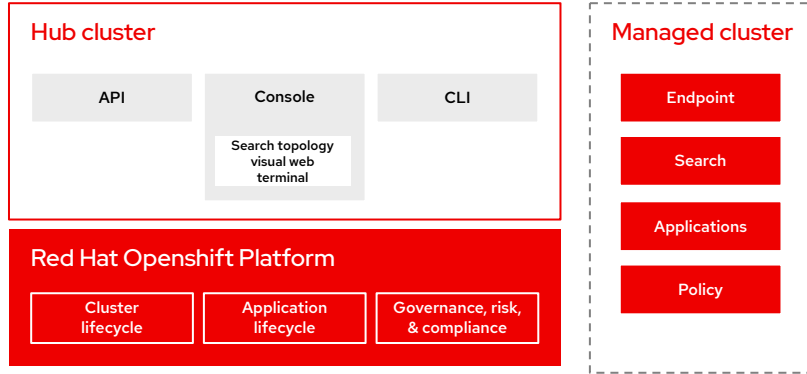 Hub cluster
API
Console
CLI
Search topology
visual web
terminal
Red Hat Openshift Platform
Cluster
lifecycle
Application
lifecycle
Governance, risk,
& compliance
Managed cluster
Endpoint
Search
Applications
Policy